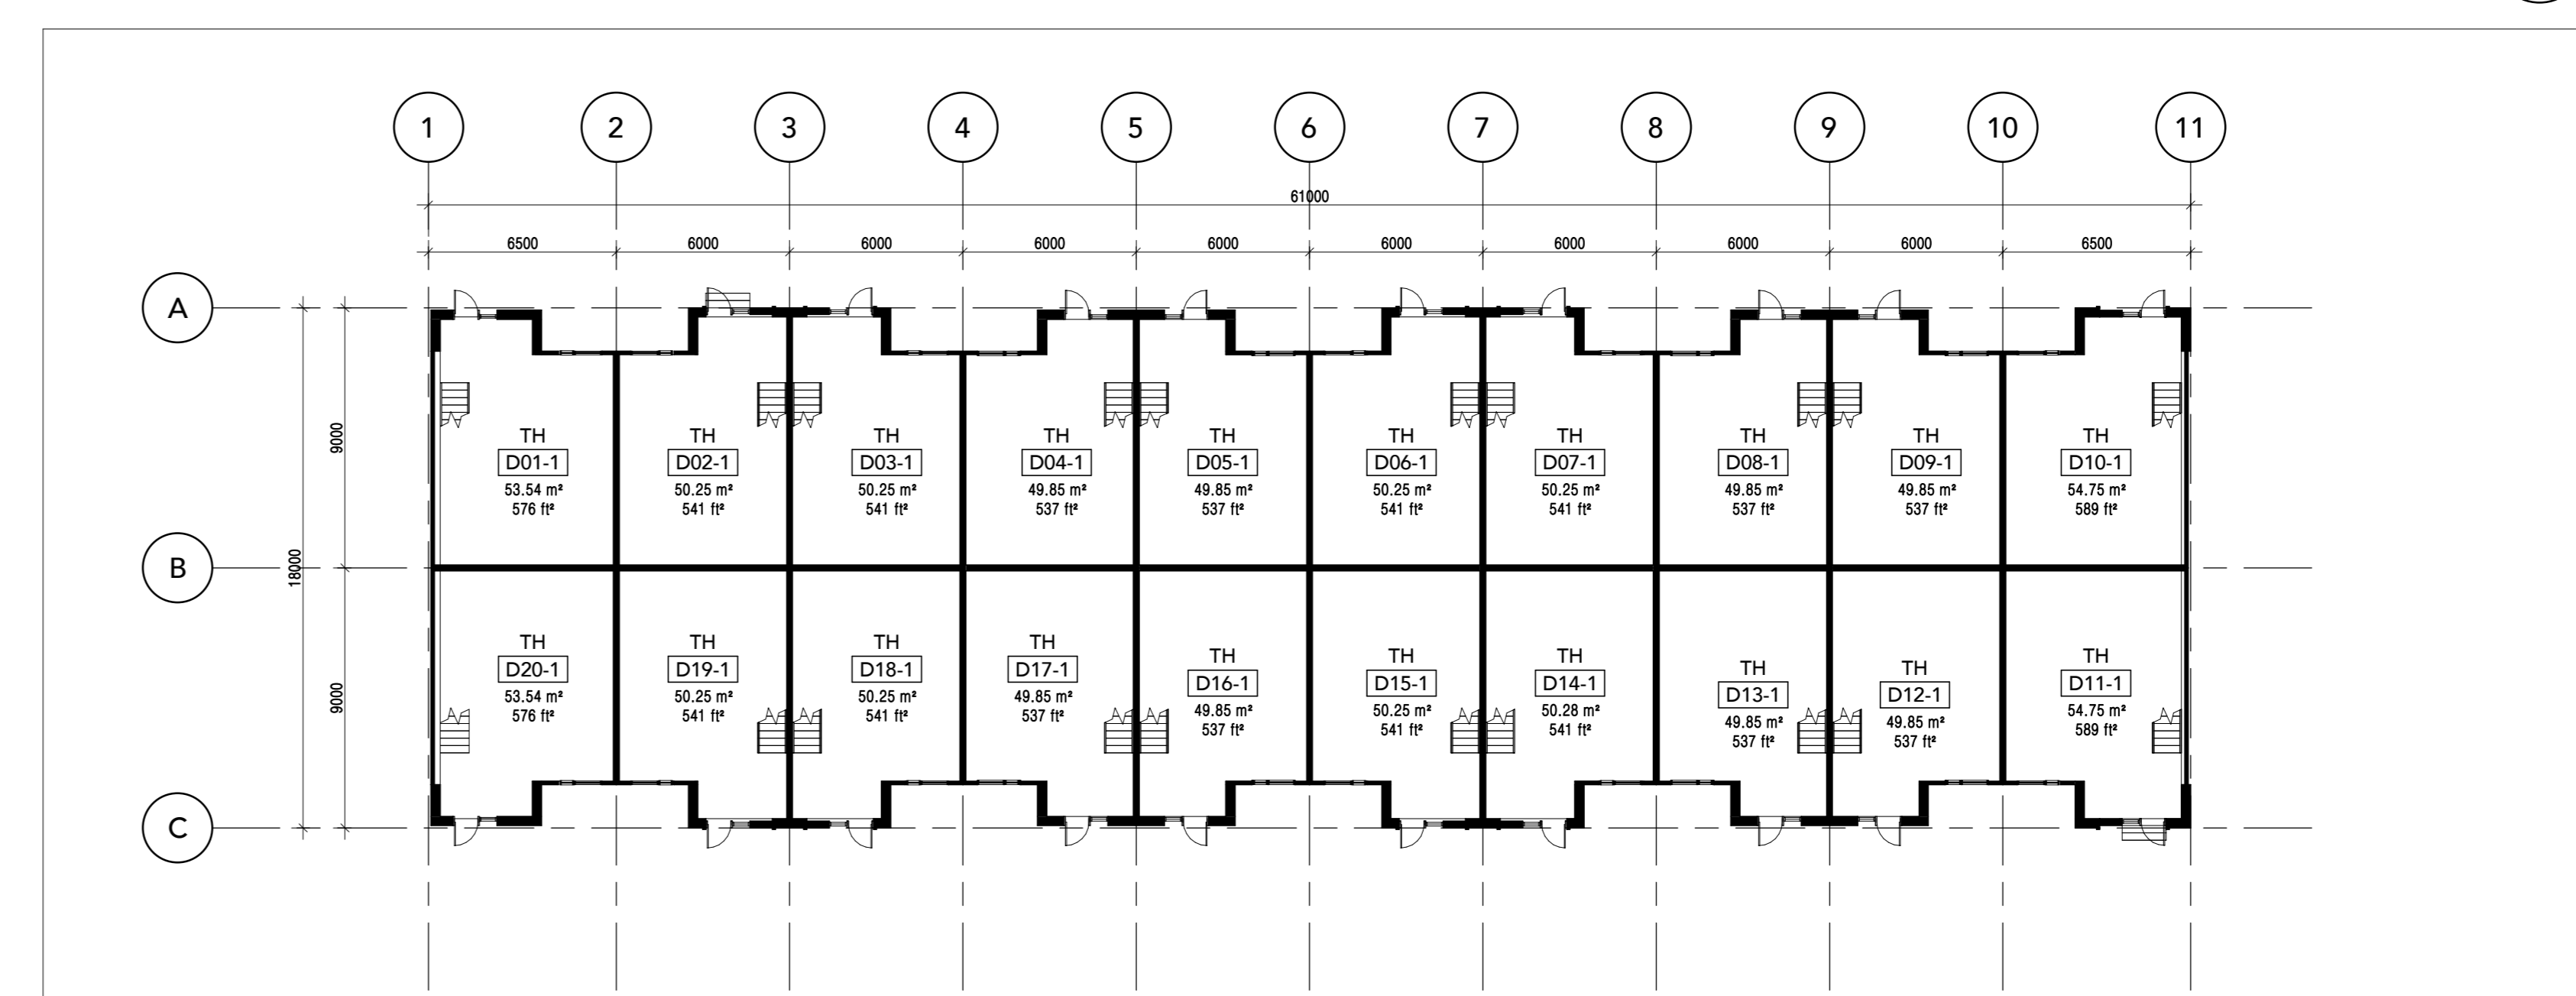 1 2 3 4 5 6 7 8 9 10 11
61000
6500 6000 6000 6000 6000 6000 6000 6000 6000 6500
A
B
C
9000
18000
9000
TH
D01-1
53.54 m²
576 ft²
TH
D02-1
50.25 m²
541 ft²
TH
D03-1
50.25 m²
541 ft²
TH
D04-1
49.85 m²
537 ft²
TH
D05-1
49.85 m²
537 ft²
TH
D06-1
50.25 m²
541 ft²
TH
D07-1
50.25 m²
541 ft²
TH
D08-1
49.85 m²
537 ft²
TH
D09-1
49.85 m²
537 ft²
TH
D10-1
54.75 m²
589 ft²
TH
D20-1
53.54 m²
576 ft²
TH
D19-1
50.25 m²
541 ft²
TH
D18-1
50.25 m²
541 ft²
TH
D17-1
49.85 m²
537 ft²
TH
D16-1
49.85 m²
537 ft²
TH
D15-1
50.25 m²
541 ft²
TH
D14-1
50.28 m²
541 ft²
TH
D13-1
49.85 m²
537 ft²
TH
D12-1
49.85 m²
537 ft²
TH
D11-1
54.75 m²
589 ft²